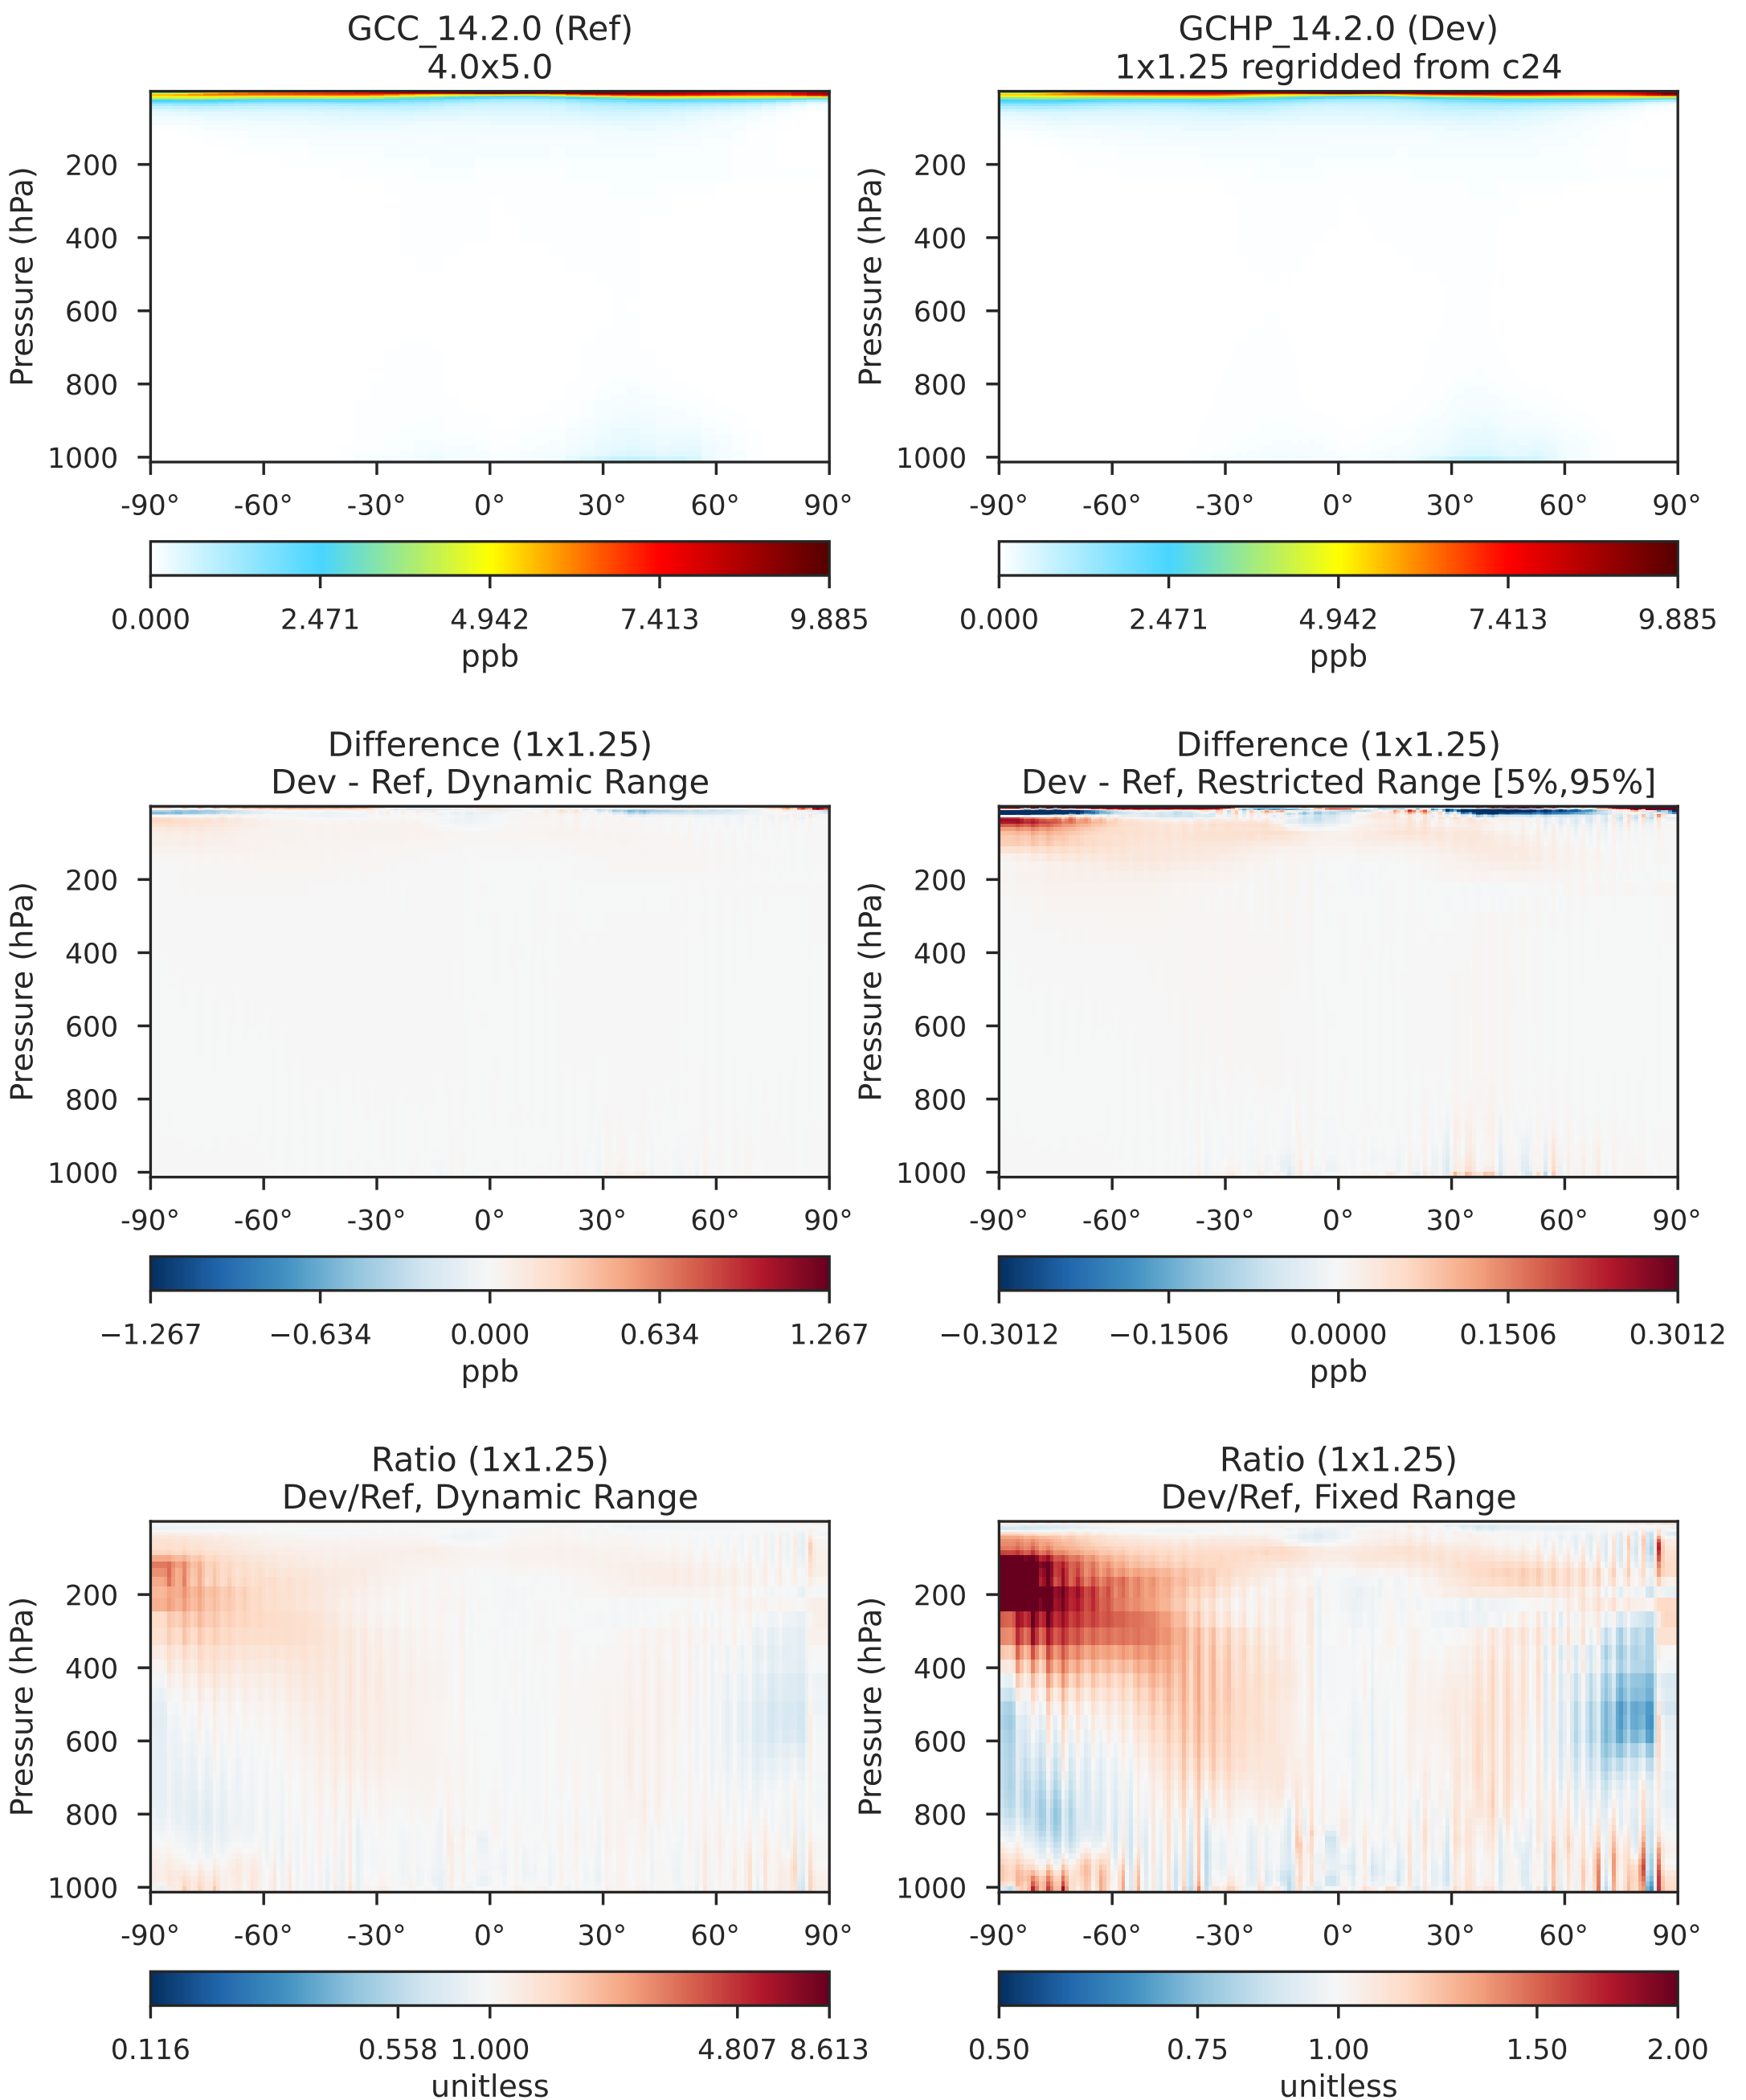 GCC_14.2.0 (Ref)
4.0x5.0
Pressure (hPa)
200
400
600
800
1000
-90° -60° -30° 0° 30° 60° 90°
0.000 2.471 4.942 7.413 9.885
ppb
GCHP_14.2.0 (Dev)
1x1.25 regridded from c24
Pressure (hPa)
200
400
600
800
1000
-90° -60° -30° 0° 30° 60° 90°
0.000 2.471 4.942 7.413 9.885
ppb
Difference (1x1.25)
Dev - Ref, Dynamic Range
Pressure (hPa)
200
400
600
800
1000
-90° -60° -30° 0° 30° 60° 90°
−1.267 −0.634 0.000 0.634 1.267
ppb
Difference (1x1.25)
Dev - Ref, Restricted Range [5%,95%]
Pressure (hPa)
200
400
600
800
1000
-90° -60° -30° 0° 30° 60° 90°
−0.3012 −0.1506 0.0000 0.1506 0.3012
ppb
Ratio (1x1.25)
Dev/Ref, Dynamic Range
Pressure (hPa)
200
400
600
800
1000
-90° -60° -30° 0° 30° 60° 90°
0.116 0.558 1.000 4.807 8.613
unitless
Ratio (1x1.25)
Dev/Ref, Fixed Range
Pressure (hPa)
200
400
600
800
1000
-90° -60° -30° 0° 30° 60° 90°
0.50 0.75 1.00 1.50 2.00
unitless